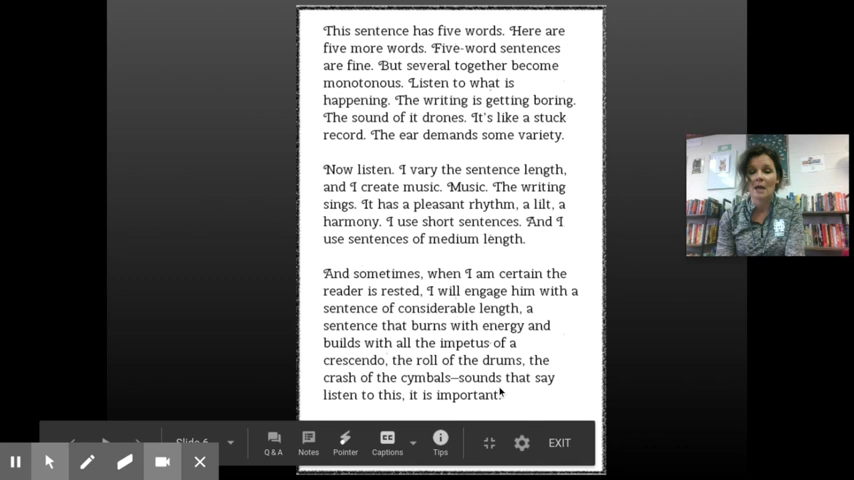 This sentence has five words. Here are
five more words. Five-word sentences
are fine. But several together become
monotonous. Listen to what is
happening. The writing is getting boring.
The sound of it drones. It's like a stuck
record. The ear demands some variety.
Now listen. I vary the sentence length,
and I create music. Music. The writing
sings. It has a pleasant rhythm, a lilt, a
harmony. I use short sentences. And I
use sentences of medium length.
And sometimes, when I am certain the
reader is rested, I will engage him with a
sentence of considerable length, a
sentence that burns with energy and
builds with all the impetus of a
crescendo, the roll of the drums, the
crash of the cymbals—sounds that say
listen to this, it is important.
Slide 6
Q & A
Notes
Pointer
Captions
Tips
EXIT